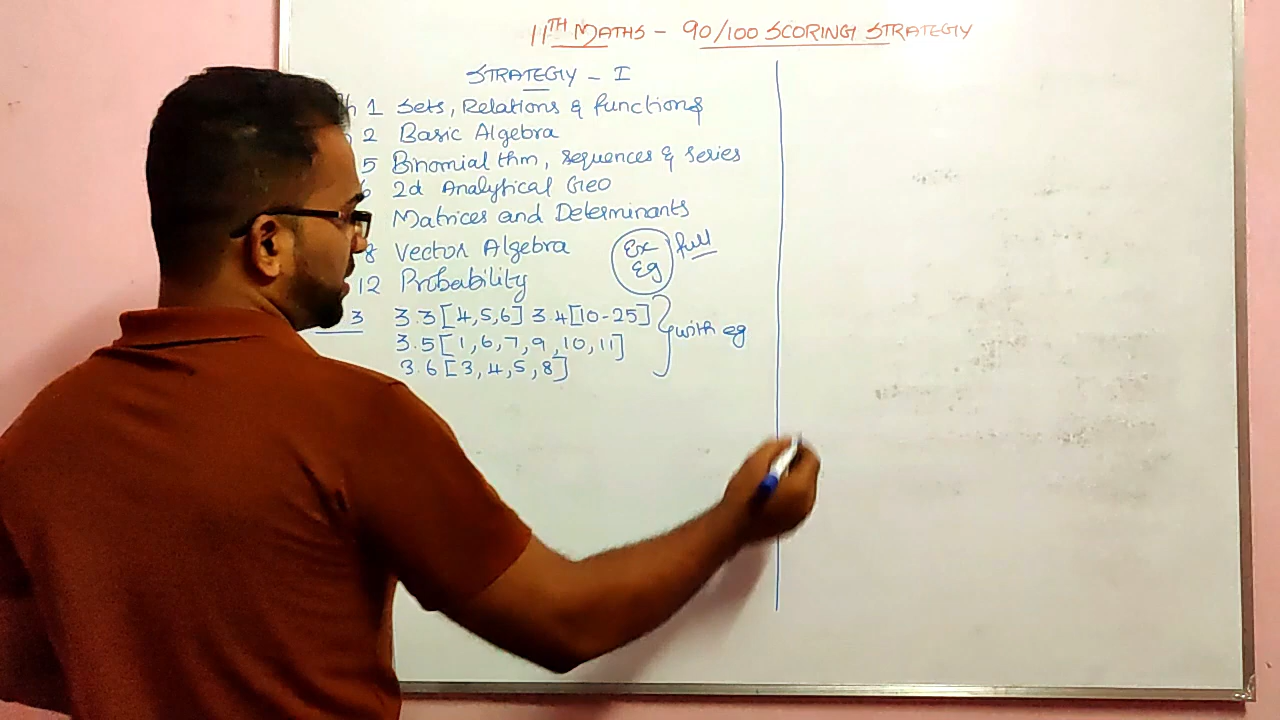 11TH MATHS - 90/100 SCORING STRATEGY
STRATEGY - I
1 Sets, Relations & functions
2 Basic Algebra
5 Binomial thm, sequences & series
6 2d Analytical Geo
Matrices and Determinants
8 Vector Algebra
Ex Eg full
12 Probability
3 3.3 [4,5,6] 3.4 [10-25]
3.5 [1, 6, 7, 9, 10, 11]
with eg
3.6 [3, 4, 5, 8]